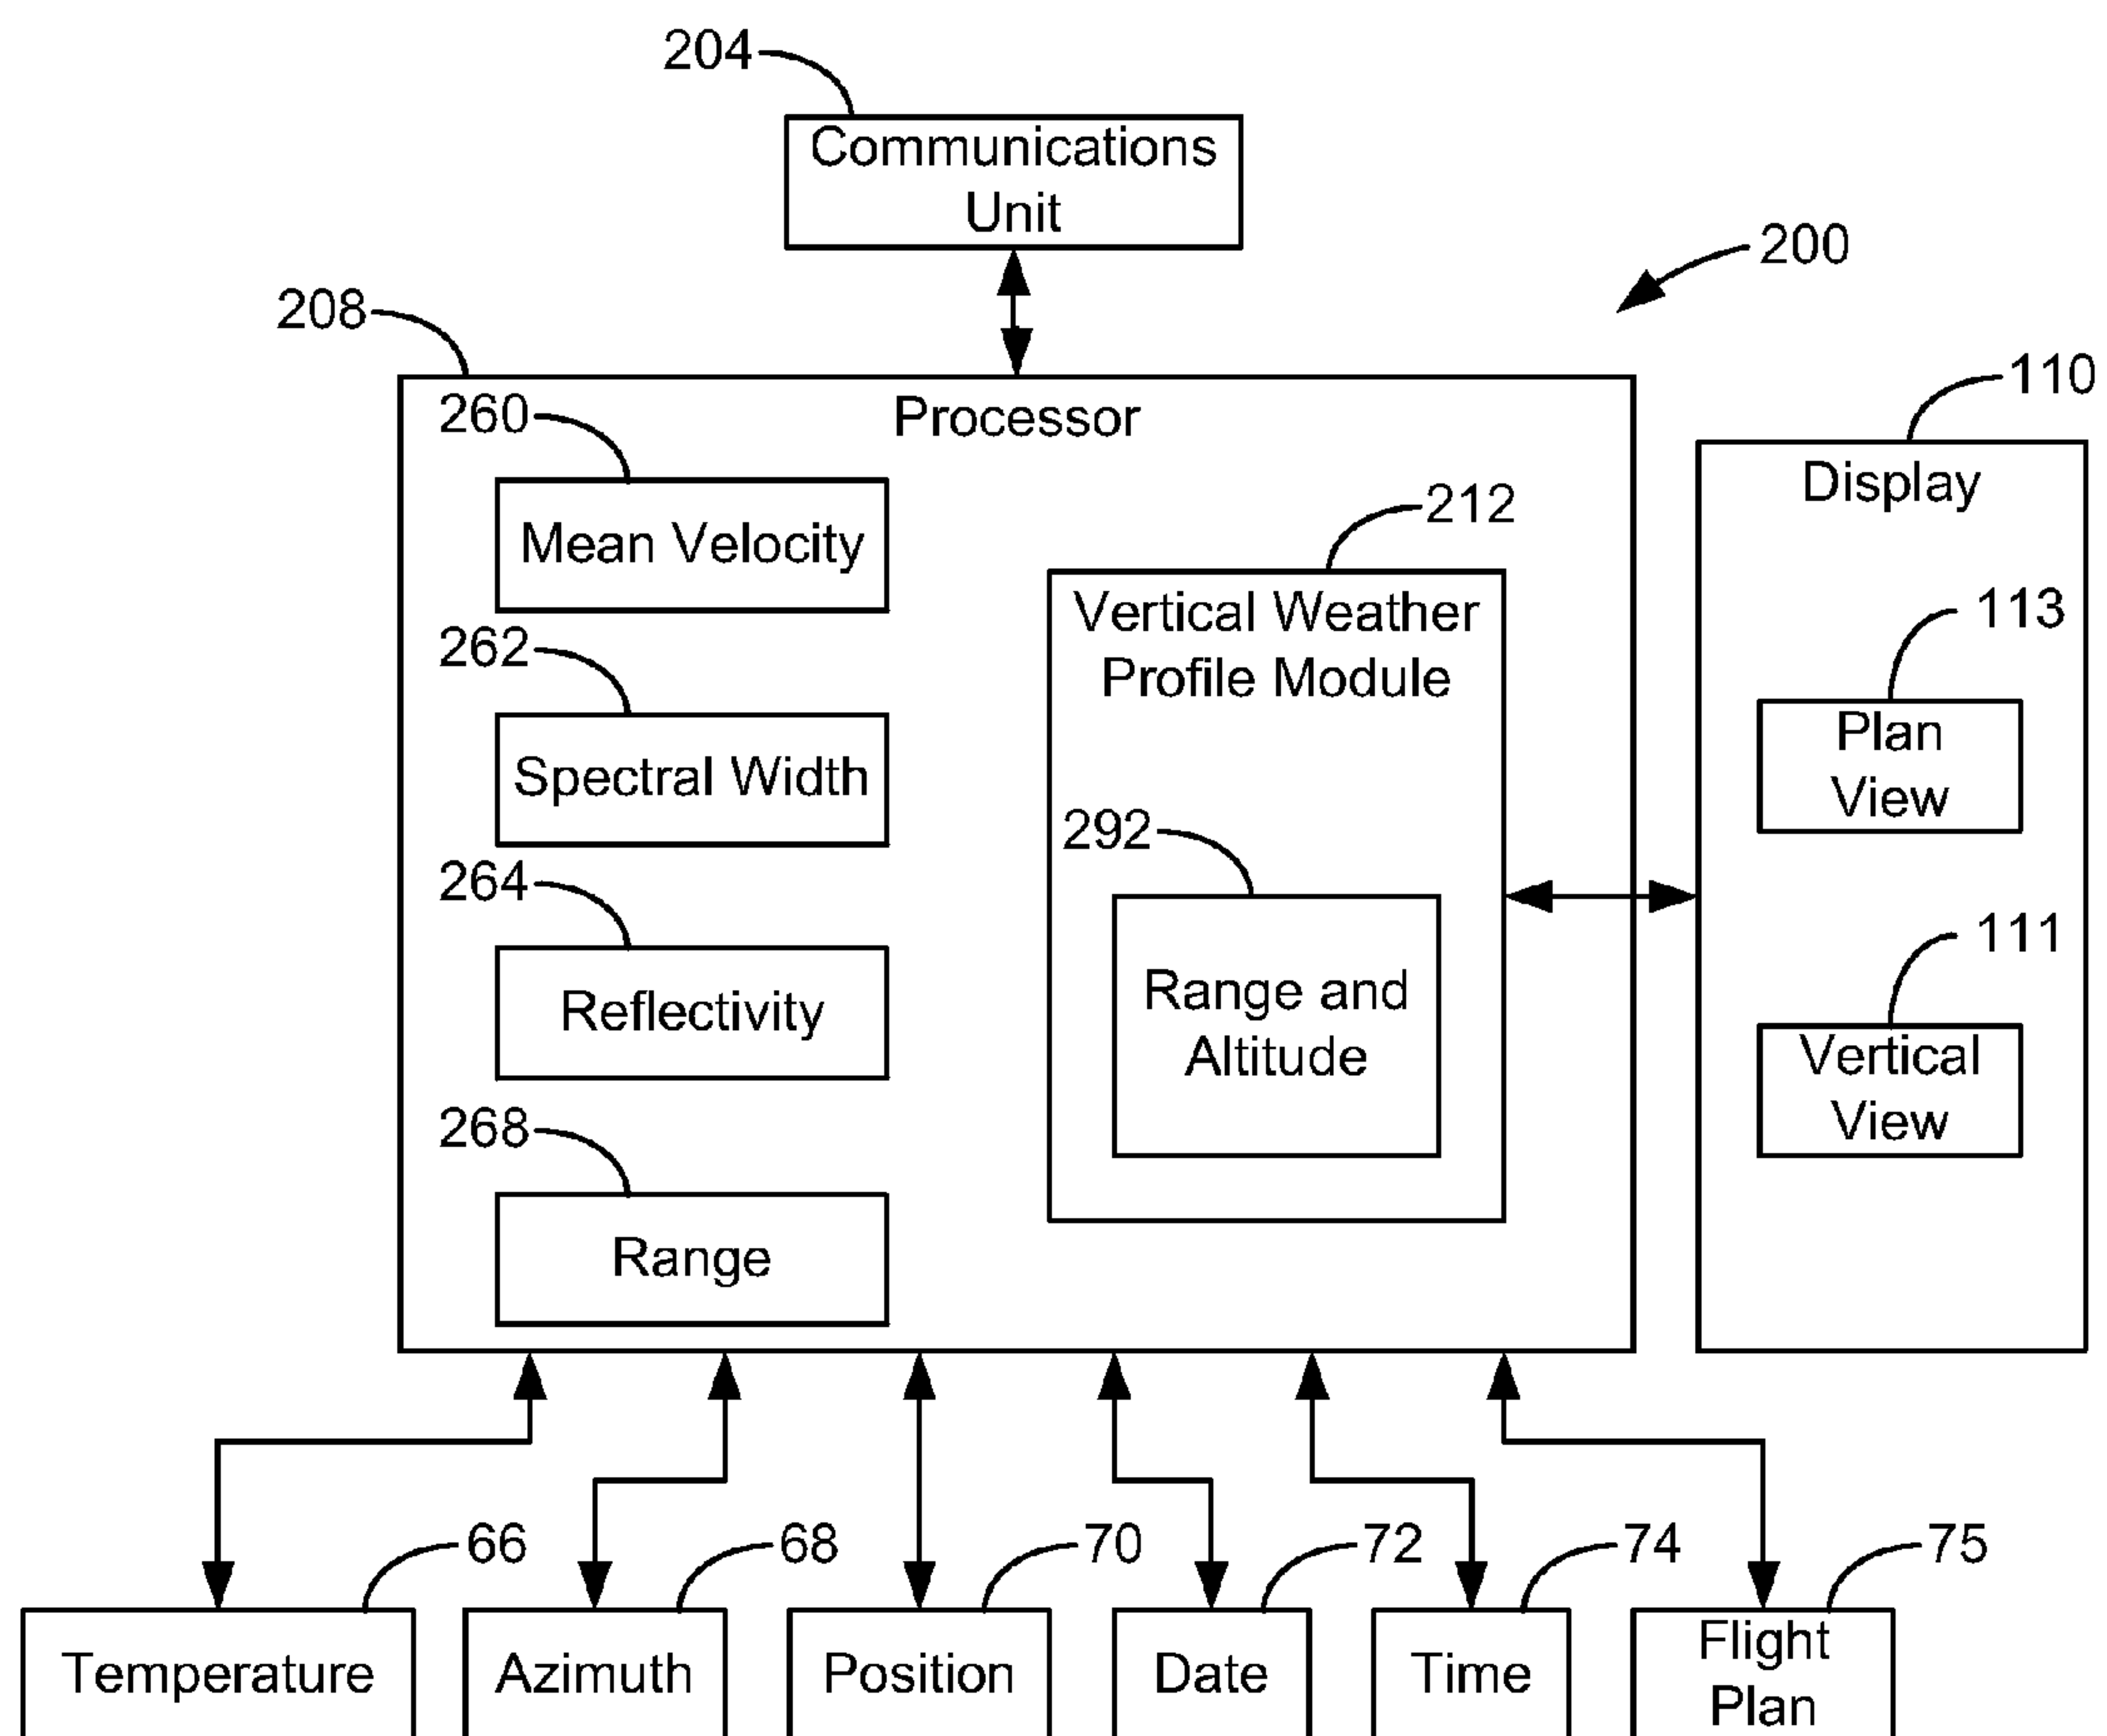 204
Communications
Unit
200
208
110
260
Processor
Display
Mean Velocity
212
Vertical Weather
Profile Module
113
Plan
View
262
Spectral Width
292
Range and
Altitude
264
Reflectivity
111
Vertical
View
268
Range
66
68
70
72
74
75
Temperature
Azimuth
Position
Date
Time
Flight
Plan